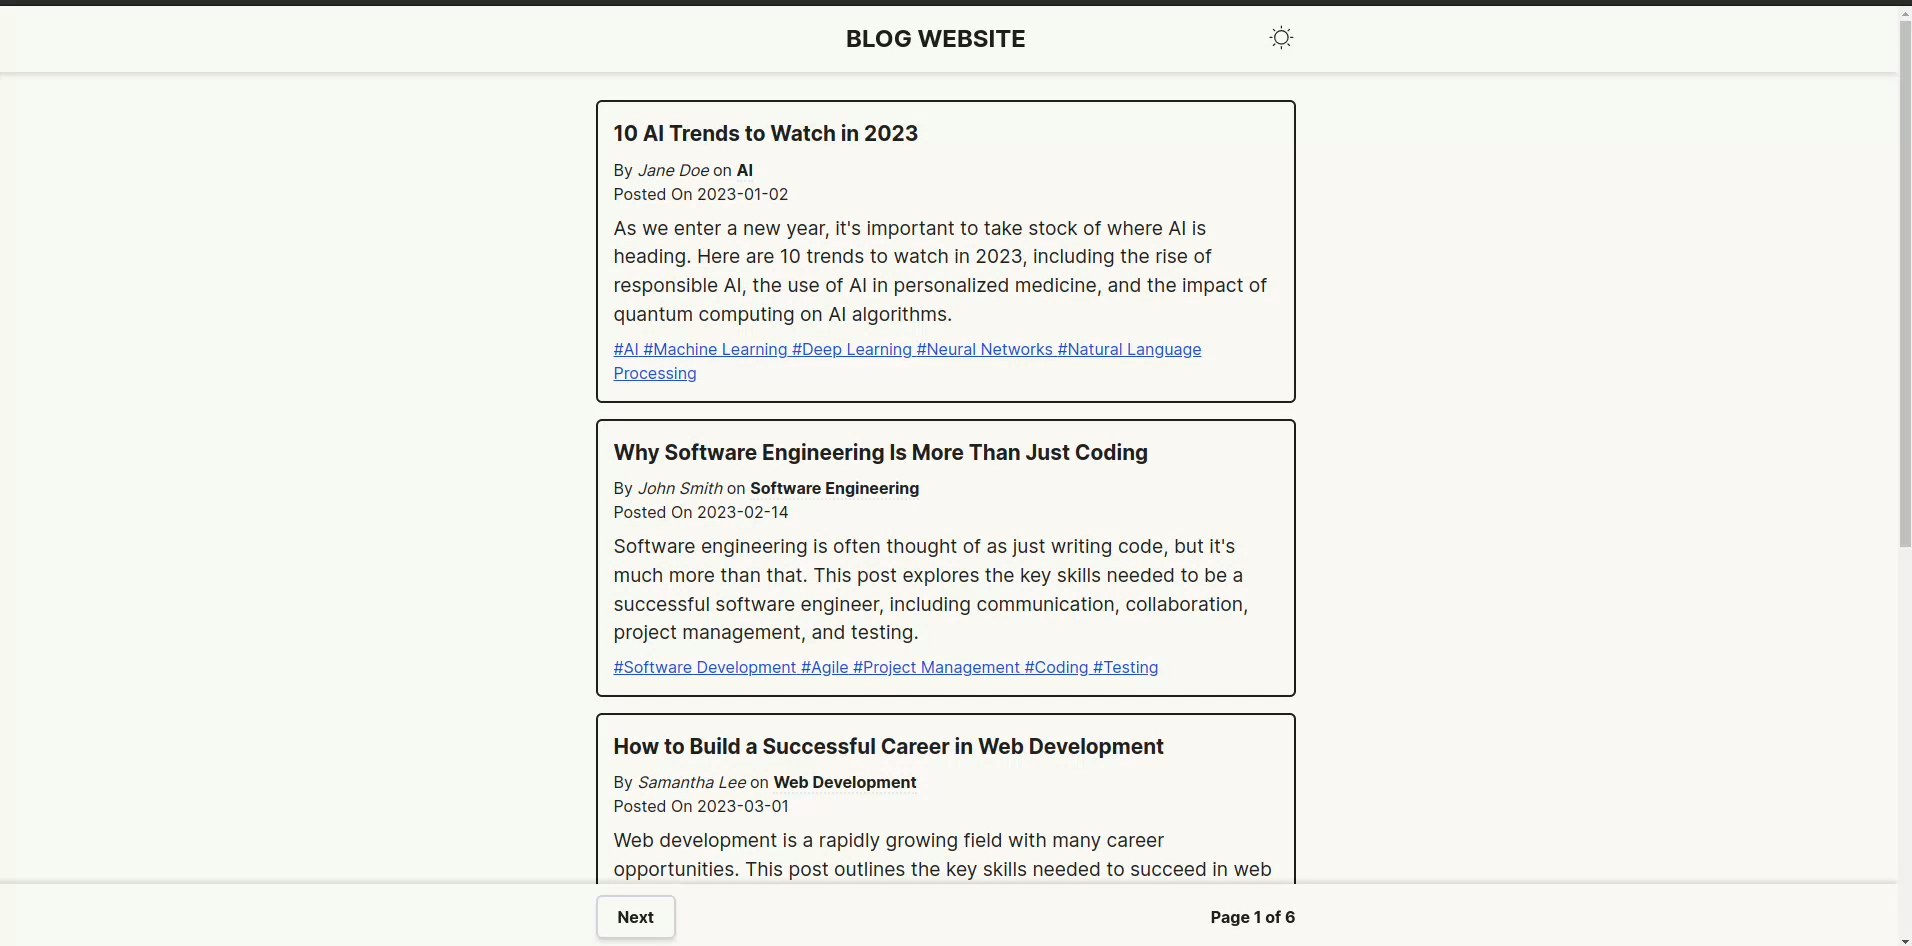 BLOG WEBSITE
10 AI Trends to Watch in 2023
By Jane Doe on AI
Posted On 2023-01-02
As we enter a new year, it's important to take stock of where AI is
heading. Here are 10 trends to watch in 2023, including the rise of
responsible AI, the use of AI in personalized medicine, and the impact of
quantum computing on AI algorithms.
#AI #Machine Learning #Deep Learning #Neural Networks #Natural Language
Processing
Why Software Engineering Is More Than Just Coding
By John Smith on Software Engineering
Posted On 2023-02-14
Software engineering is often thought of as just writing code, but it's
much more than that. This post explores the key skills needed to be a
successful software engineer, including communication, collaboration,
project management, and testing.
#Software Development #Agile #Project Management #Coding #Testing
How to Build a Successful Career in Web Development
By Samantha Lee on Web Development
Posted On 2023-03-01
Web development is a rapidly growing field with many career
opportunities. This post outlines the key skills needed to succeed in web
Next
Page 1 of 6